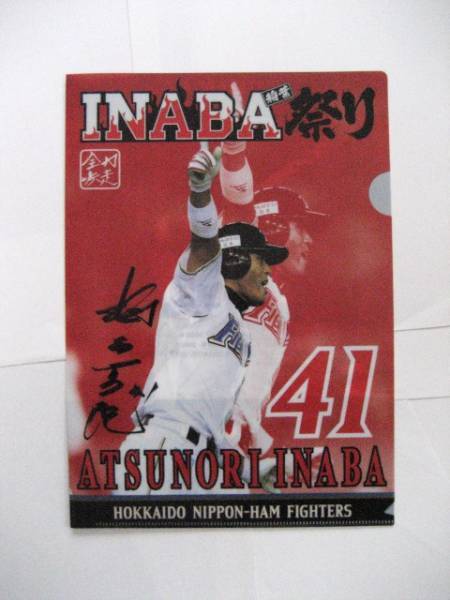 INABA 稲葉 祭り
全力
疾走
41
ATSUNORI INABA
HOKKAIDO NIPPON-HAM FIGHTERS